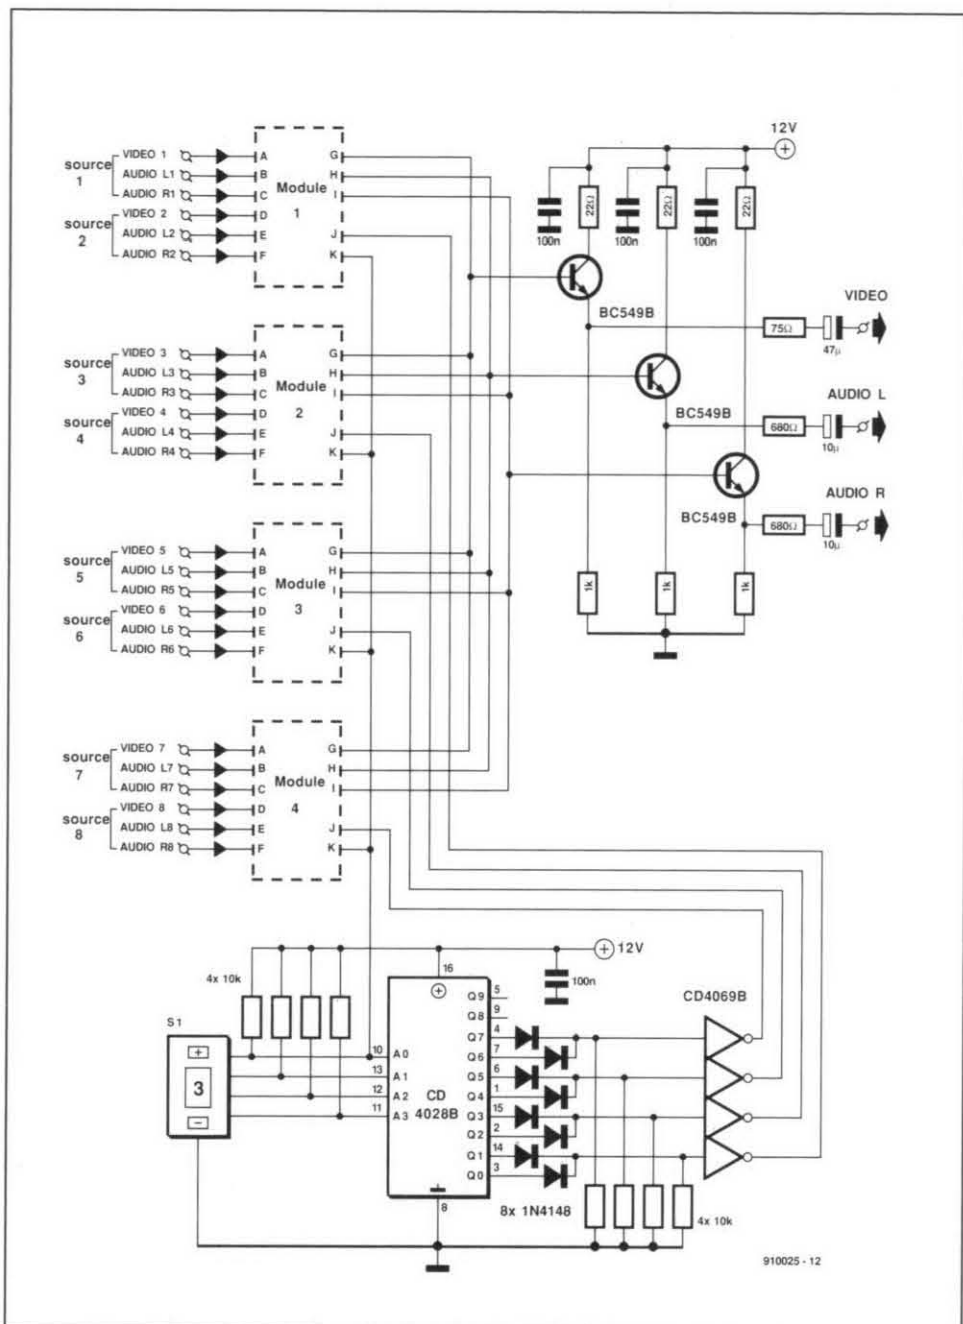 12V
source 1
VIDEO 1
AUDIO L1
AUDIO R1
source 2
VIDEO 2
AUDIO L2
AUDIO R2
A
B
C
D
E
F
Module 1
G
H
I
J
K
100n
22Ω
100n
22Ω
100n
22Ω
BC549B
VIDEO
75Ω
47μ
source 3
VIDEO 3
AUDIO L3
AUDIO R3
source 4
VIDEO 4
AUDIO L4
AUDIO R4
A
B
C
D
E
F
Module 2
G
H
I
J
K
BC549B
AUDIO L
680Ω
10μ
BC549B
AUDIO R
680Ω
10μ
source 5
VIDEO 5
AUDIO L5
AUDIO R5
source 6
VIDEO 6
AUDIO L6
AUDIO R6
A
B
C
D
E
F
Module 3
G
H
I
J
K
1k
1k
1k
source 7
VIDEO 7
AUDIO L7
AUDIO R7
source 8
VIDEO 8
AUDIO L8
AUDIO R8
A
B
C
D
E
F
Module 4
G
H
I
J
K
12V
4x 10k
16
100n
CD4069B
S1
+
3
−
10
13
12
11
A0
A1
A2
A3
CD 4028B
Q9 5
Q8 9
Q7 4
Q6 7
Q5 6
Q4 1
Q3 15
Q2 2
Q1 14
Q0 3
8
8x 1N4148
4x 10k
910025 - 12